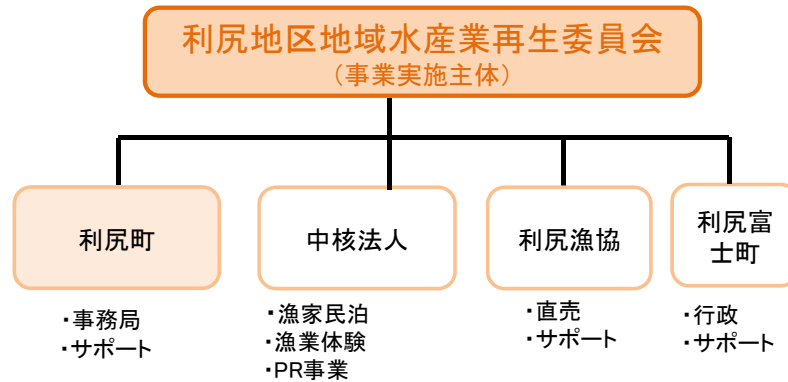 利尻地区地域水産業再生委員会
（事業実施主体）
利尻町
中核法人
利尻漁協
利尻富
士町
・事務局
・サポート
・漁家民泊
・漁業体験
・PR事業
・直売
・サポート
・行政
・サポート